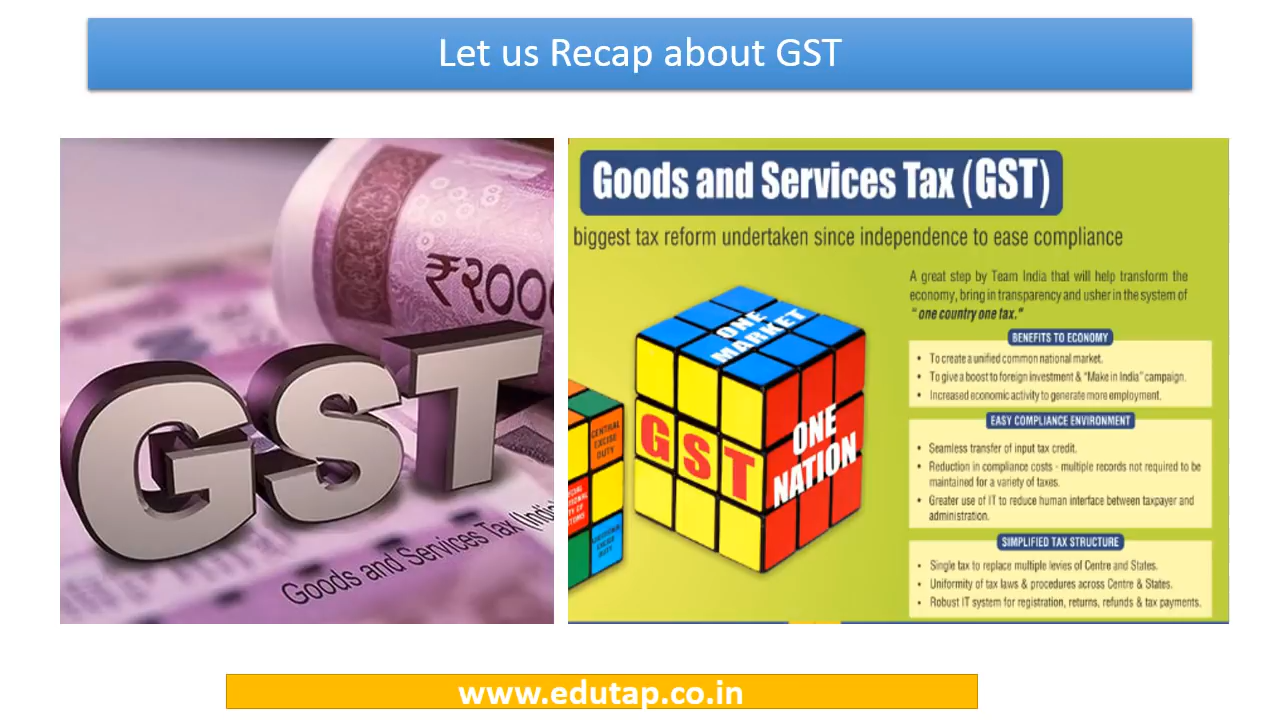 Let us Recap about GST
₹२००
GST
Goods and Services Tax (Indi
Goods and Services Tax (GST)
biggest tax reform undertaken since independence to ease compliance
A great step by Team India that will help transform the
economy, bring in transparency and usher in the system of
"one country one tax."
ONE
MARKET
GST
ONE
NATION
CENTRAL
EXCISE
DUTY
BENEFITS TO ECONOMY
• To create a unified common national market.
• To give a boost to foreign investment & "Make in India" campaign.
• Increased economic activity to generate more employment.
EASY COMPLIANCE ENVIRONMENT
• Seamless transfer of input tax credit.
• Reduction in compliance costs - multiple records not required to be
maintained for a variety of taxes.
• Greater use of IT to reduce human interface between taxpayer and
administration.
SIMPLIFIED TAX STRUCTURE
• Single tax to replace multiple levies of Centre and States.
• Uniformity of tax laws & procedures across Centre & States.
• Robust IT system for registration, returns, refunds & tax payments.
www.edutap.co.in